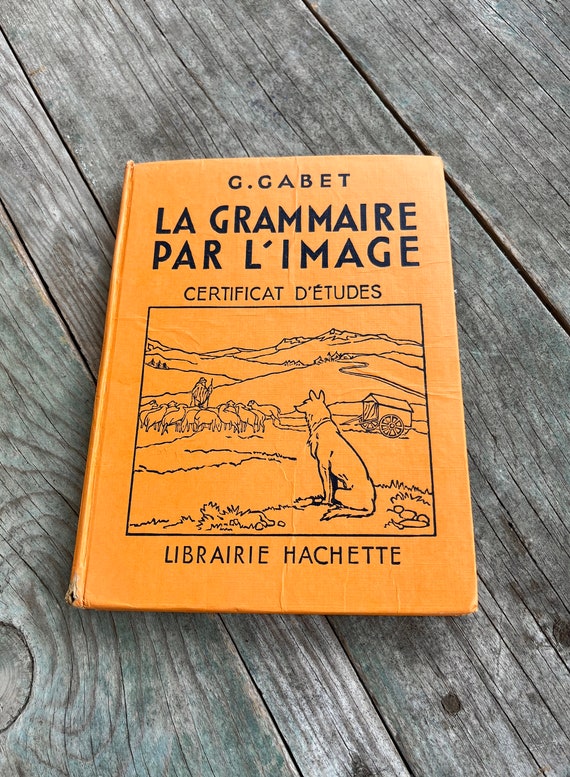 G. GABET
LA GRAMMAIRE
PAR L'IMAGE
CERTIFICAT D'ÉTUDES
LIBRAIRIE HACHETTE